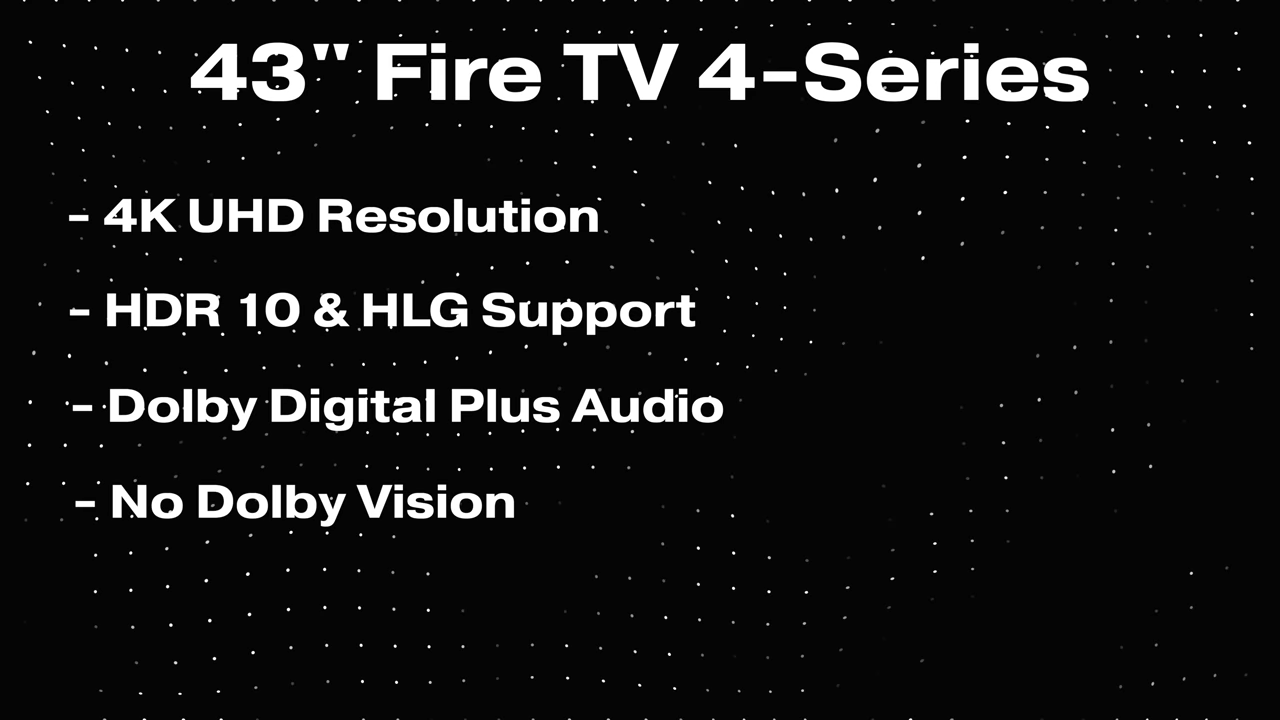 43" Fire TV 4-Series
- 4K UHD Resolution
- HDR 10 & HLG Support
- Dolby Digital Plus Audio
- No Dolby Vision